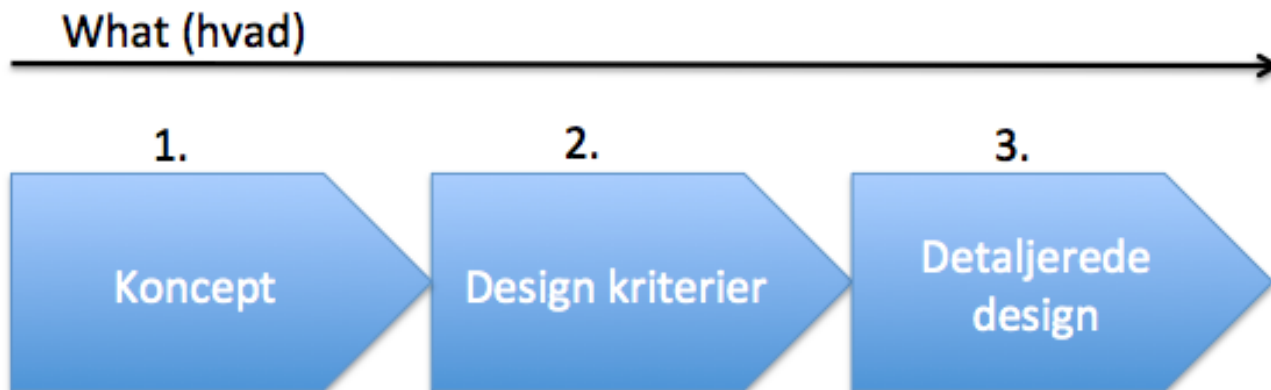 What (hvad)
1.
2.
3.
Koncept
Design kriterier
Detaljerede
design